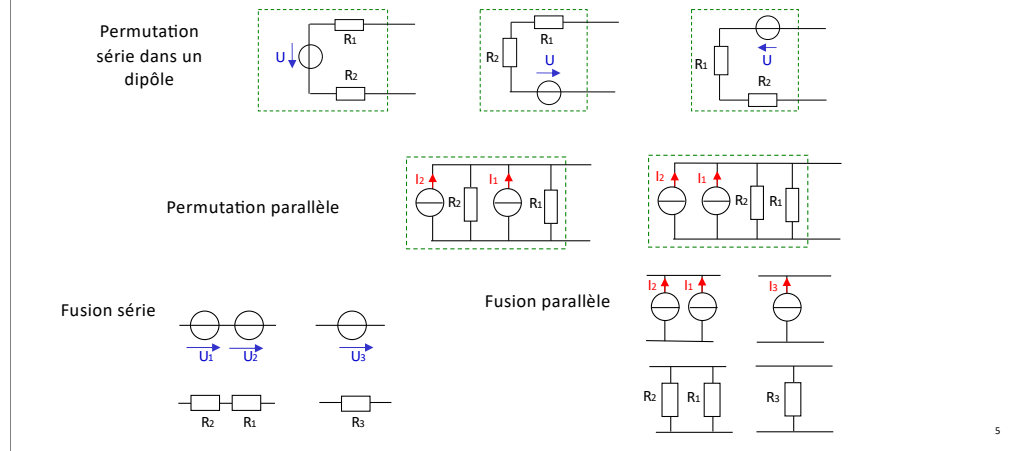 Permutation
série dans un
dipôle
R1
U
R2
R2
R1
U
R1
U
R2
Permutation parallèle
I2
R2
I1
R1
I2
I1
R2
R1
Fusion série
U1
U2
U3
R2
R1
R3
Fusion parallèle
I2
I1
I3
R2
R1
R3
5